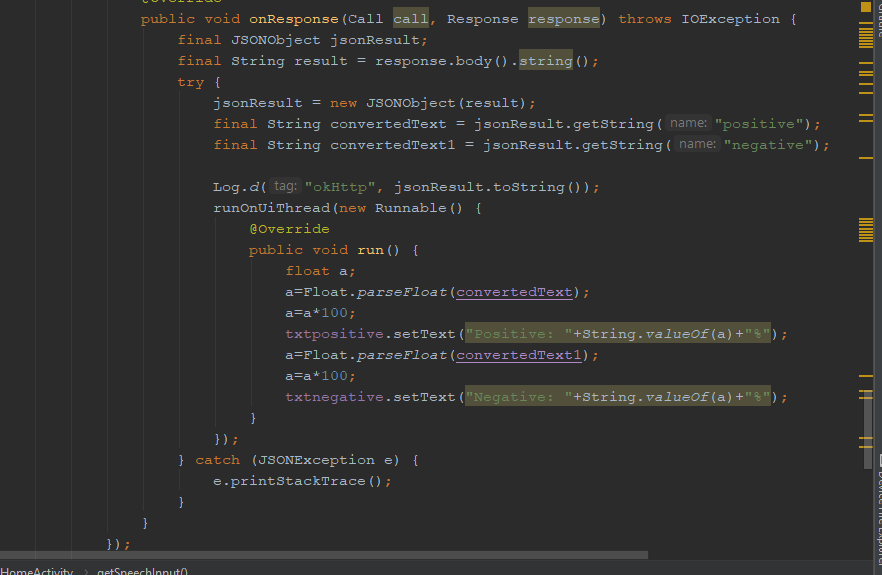 @Override
public void onResponse(Call call, Response response) throws IOException {
final JSONObject jsonResult;
final String result = response.body().string();
try {
jsonResult = new JSONObject(result);
final String convertedText = jsonResult.getString( name: "positive");
final String convertedText1 = jsonResult.getString( name: "negative");
Log.d( tag: "okHttp", jsonResult.toString());
runOnUiThread(new Runnable() {
@Override
public void run() {
float a;
a=Float.parseFloat(convertedText);
a=a*100;
txtpositive.setText("Positive: "+String.valueOf(a)+"%");
a=Float.parseFloat(convertedText1);
a=a*100;
txtnegative.setText("Negative: "+String.valueOf(a)+"%");
}
});
} catch (JSONException e) {
e.printStackTrace();
}
}
});
HomeActivity > getSpeechInput()
Device File Explorer